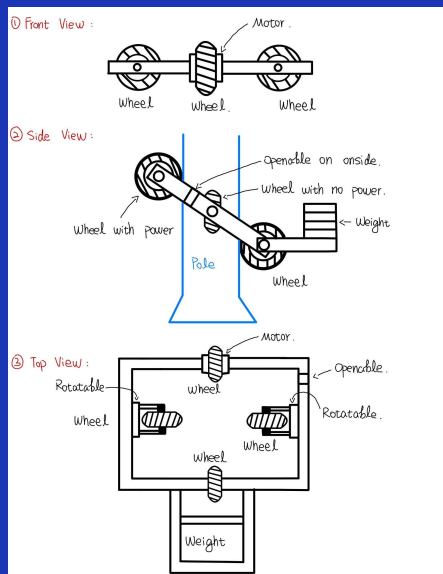 ① Front View :
Motor.
Wheel
Wheel.
Wheel
② Side View :
Openable on onside.
Wheel with no power.
Weight
Wheel with power
Pole
Wheel
③ Top View :
Motor.
Openable.
Rotatable
Wheel
Wheel
Rotatable.
Wheel
Wheel
Weight